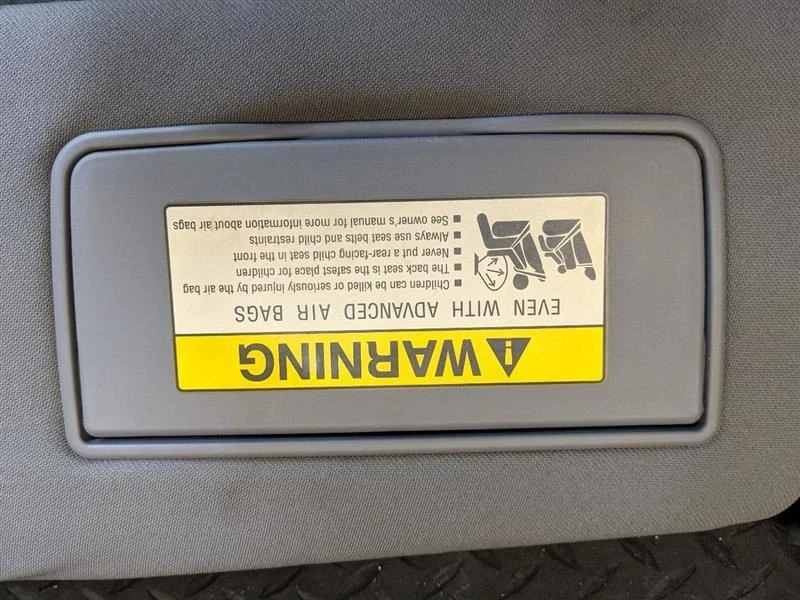 WARNING
EVEN WITH ADVANCED AIR BAGS
■ Children can be killed or seriously injured by the air bag
■ The back seat is the safest place for children
■ Never put a rear-facing child seat in the front
■ Always use seat belts and child restraints
■ See owner's manual for more information about air bags